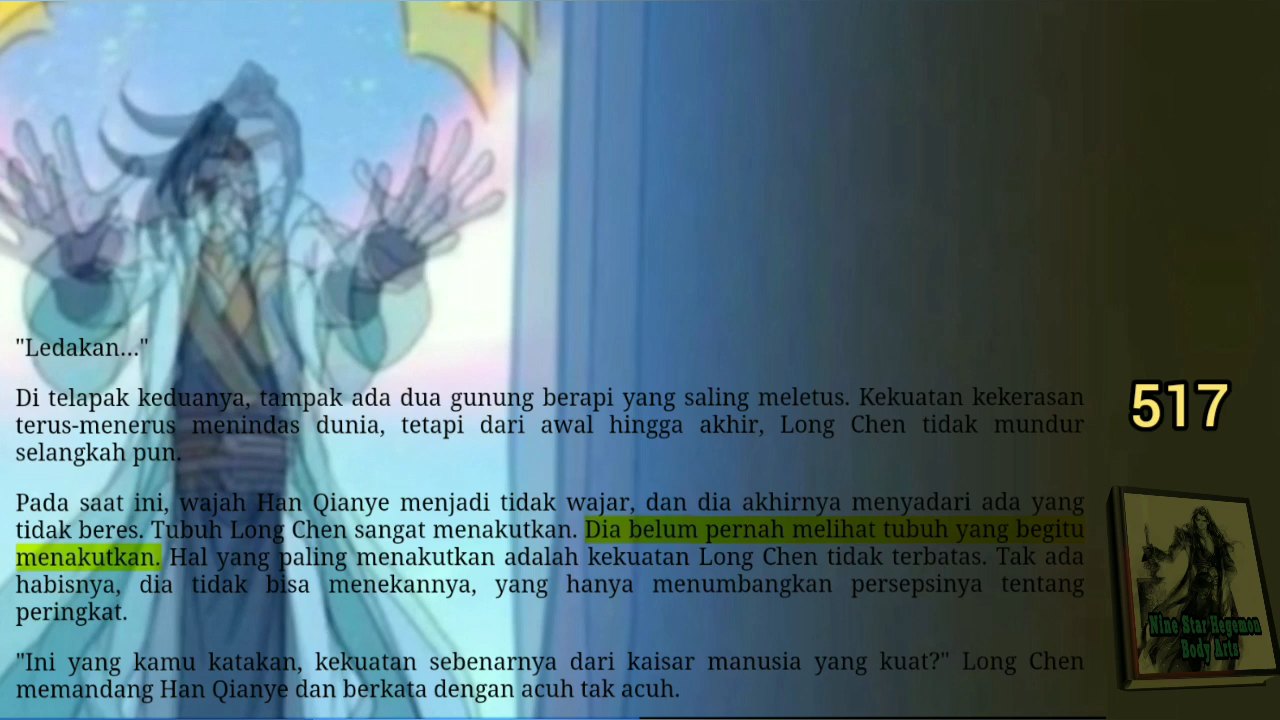 "Ledakan..."
Di telapak keduanya, tampak ada dua gunung berapi yang saling meletus. Kekuatan kekerasan
terus-menerus menindas dunia, tetapi dari awal hingga akhir, Long Chen tidak mundur
selangkah pun.
Pada saat ini, wajah Han Qianye menjadi tidak wajar, dan dia akhirnya menyadari ada yang
tidak beres. Tubuh Long Chen sangat menakutkan. Dia belum pernah melihat tubuh yang begitu
menakutkan. Hal yang paling menakutkan adalah kekuatan Long Chen tidak terbatas. Tak ada
habisnya, dia tidak bisa menekannya, yang hanya menumbangkan persepsinya tentang
peringkat.
"Ini yang kamu katakan, kekuatan sebenarnya dari kaisar manusia yang kuat?" Long Chen
memandang Han Qianye dan berkata dengan acuh tak acuh.
517
Nine Star Hegemon
Body Arts